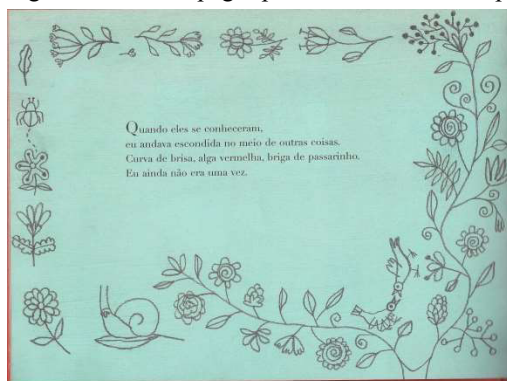 Quando eles se conheceram,
eu andava escondida no meio de outras coisas.
Curva de brisa, alga vermelha, briga de passarinho.
Eu ainda não era uma vez.